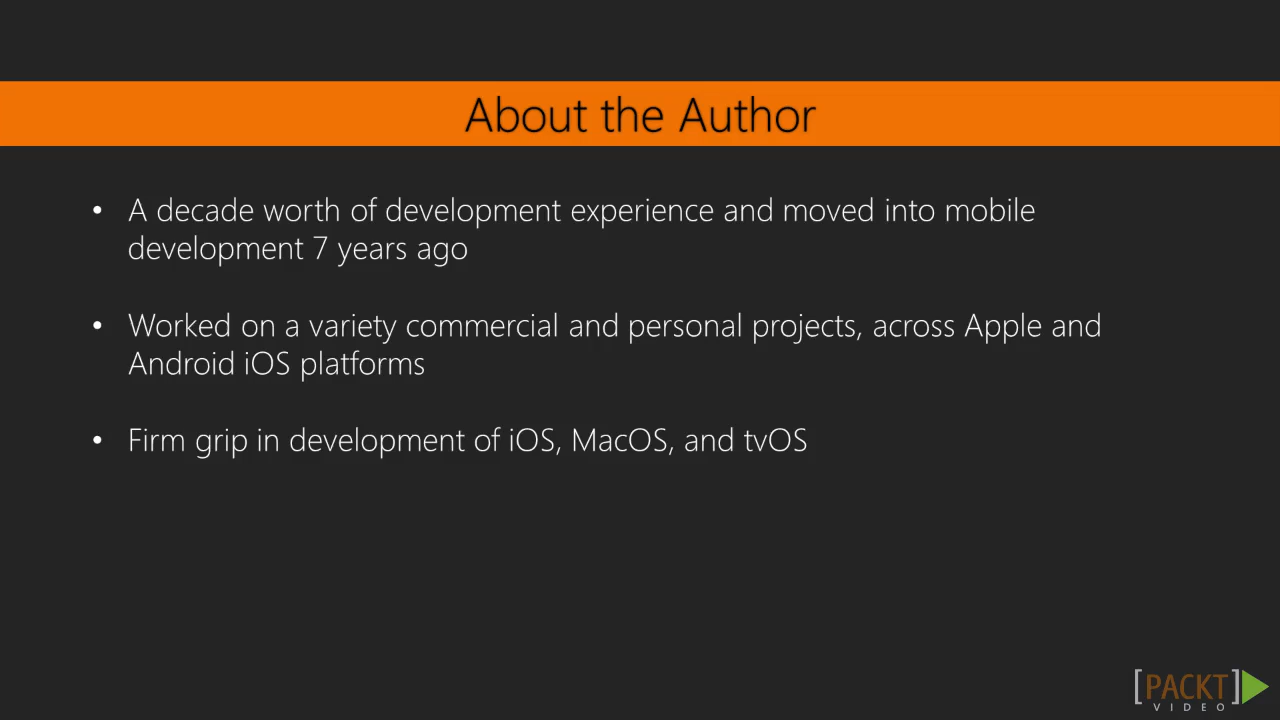 About the Author
• A decade worth of development experience and moved into mobile
development 7 years ago
• Worked on a variety commercial and personal projects, across Apple and
Android iOS platforms
• Firm grip in development of iOS, MacOS, and tvOS
[PACKT]
VIDEO